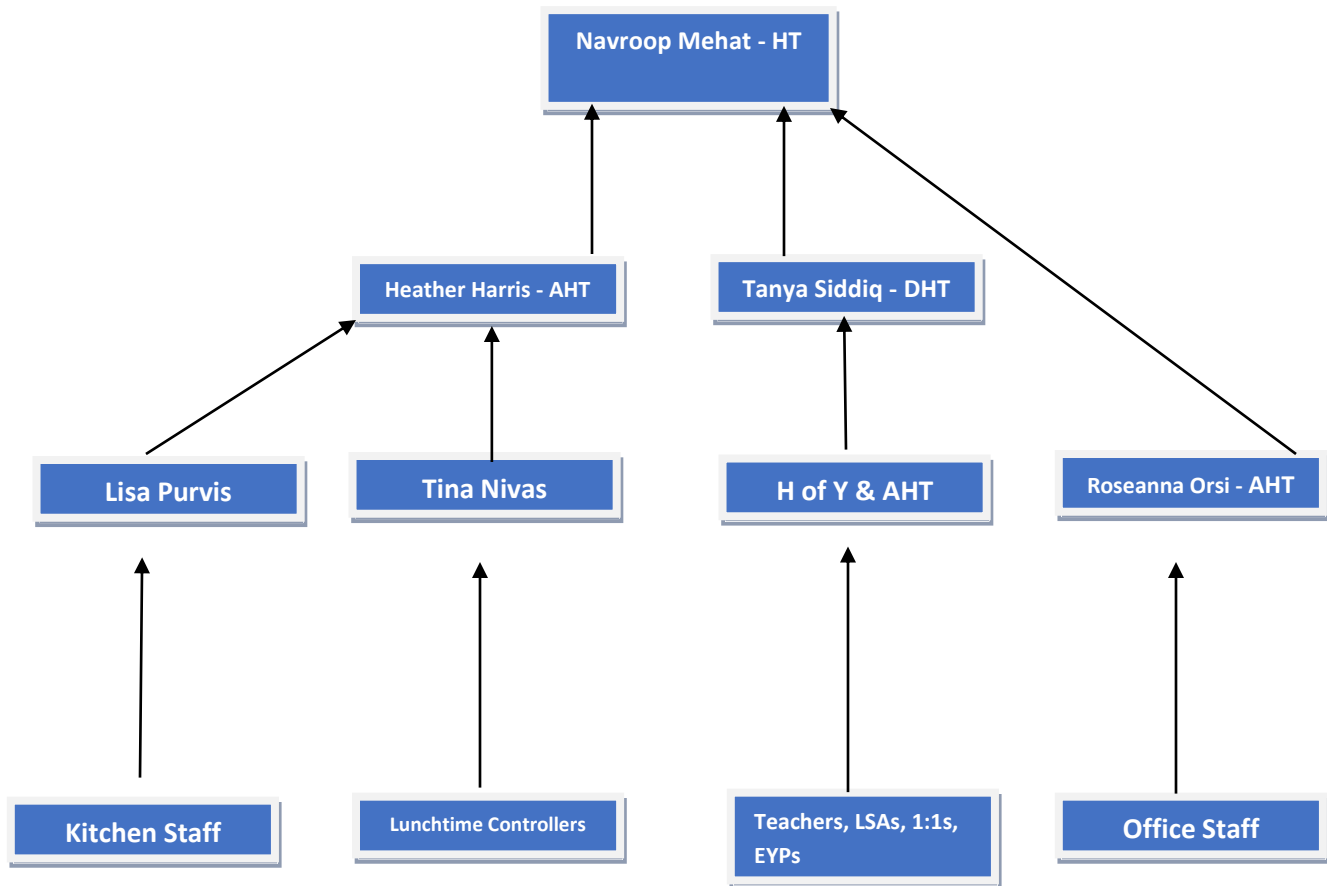 Navroop Mehat - HT
Heather Harris - AHT
Tanya Siddiq - DHT
Lisa Purvis
Tina Nivas
H of Y & AHT
Roseanna Orsi - AHT
Kitchen Staff
Lunchtime Controllers
Teachers, LSAs, 1:1s,
EYPs
Office Staff